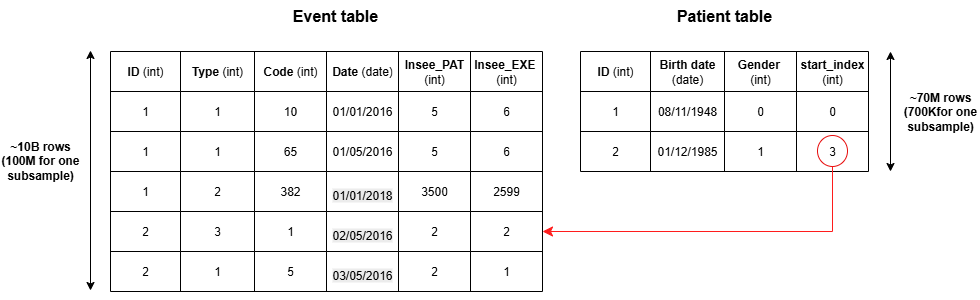 Event table
Patient table
ID (int) Type (int) Code (int) Date (date) Insee_PAT (int) Insee_EXE (int)
1 1 10 01/01/2016 5 6
1 1 65 01/05/2016 5 6
1 2 382 01/01/2018 3500 2599
2 3 1 02/05/2016 2 2
2 1 5 03/05/2016 2 1
~10B rows
(100M for one
subsample)
ID (int) Birth date (date) Gender (int) start_index (int)
1 08/11/1948 0 0
2 01/12/1985 1 3
~70M rows
(700Kfor one
subsample)